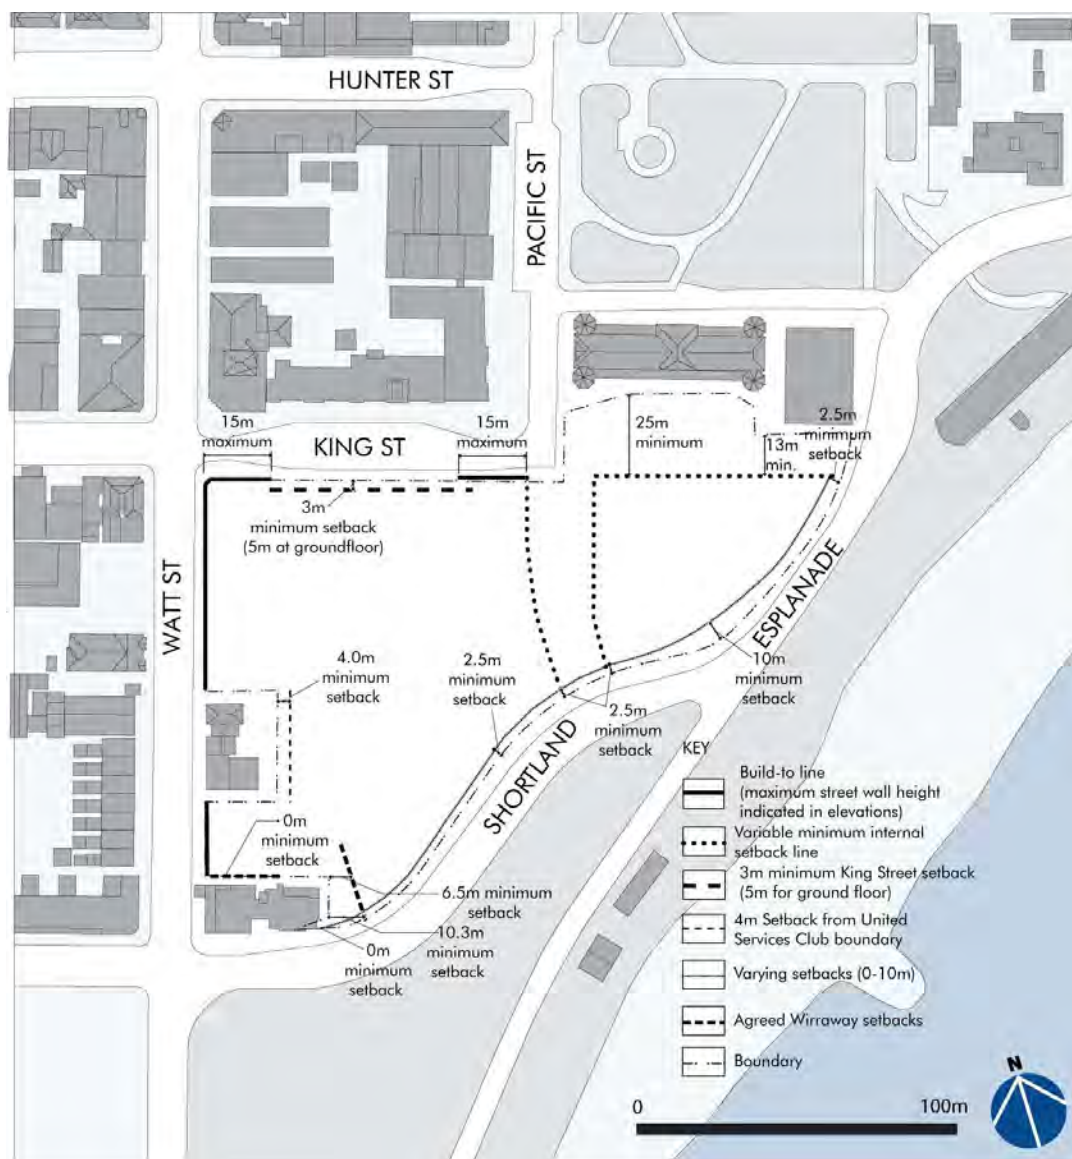 HUNTER ST
PACIFIC ST
15m
maximum
KING ST
15m
maximum
25m
minimum
13m
min.
2.5m
minimum
setback
3m
minimum setback
(5m at groundfloor)
WATT ST
4.0m
minimum
setback
2.5m
minimum
setback
2.5m
minimum
setback
10m
minimum
setback
SHORTLAND
ESPLANADE
0m
minimum
setback
6.5m minimum
setback
10.3m
minimum
setback
0m
minimum
setback
KEY
Build-to line
(maximum street wall height
indicated in elevations)
Variable minimum internal
setback line
3m minimum King Street setback
(5m for ground floor)
4m Setback from United
Services Club boundary
Varying setbacks (0-10m)
Agreed Wirraway setbacks
Boundary
0
100m
N